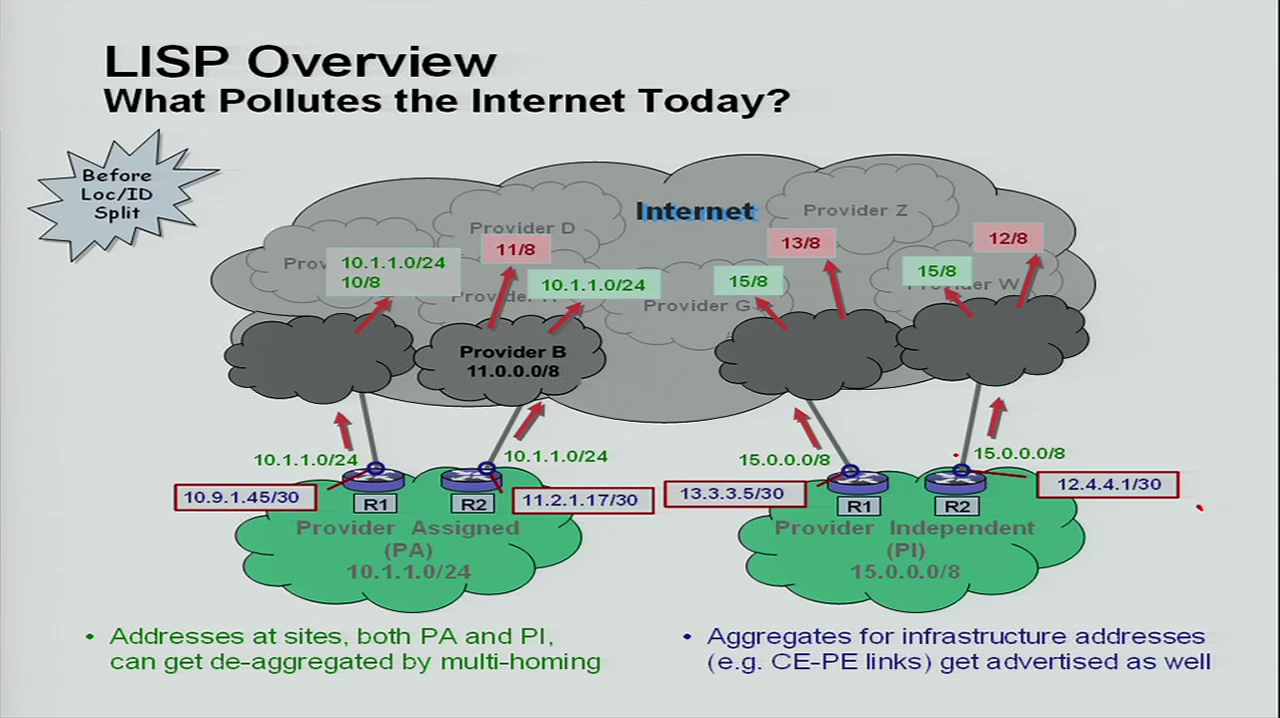 LISP Overview
What Pollutes the Internet Today?
Before
Loc/ID
Split
Internet
Provider D
Provider Z
11/8
13/8
12/8
10.1.1.0/24
10/8
10.1.1.0/24
15/8
15/8
Provider G
Provider W
Provider B
11.0.0.0/8
10.1.1.0/24
10.1.1.0/24
15.0.0.0/8
15.0.0.0/8
10.9.1.45/30
11.2.1.17/30
13.3.3.5/30
12.4.4.1/30
R1
R2
R1
R2
Provider Assigned
(PA)
10.1.1.0/24
Provider Independent
(PI)
15.0.0.0/8
• Addresses at sites, both PA and PI,
can get de-aggregated by multi-homing
• Aggregates for infrastructure addresses
(e.g. CE-PE links) get advertised as well